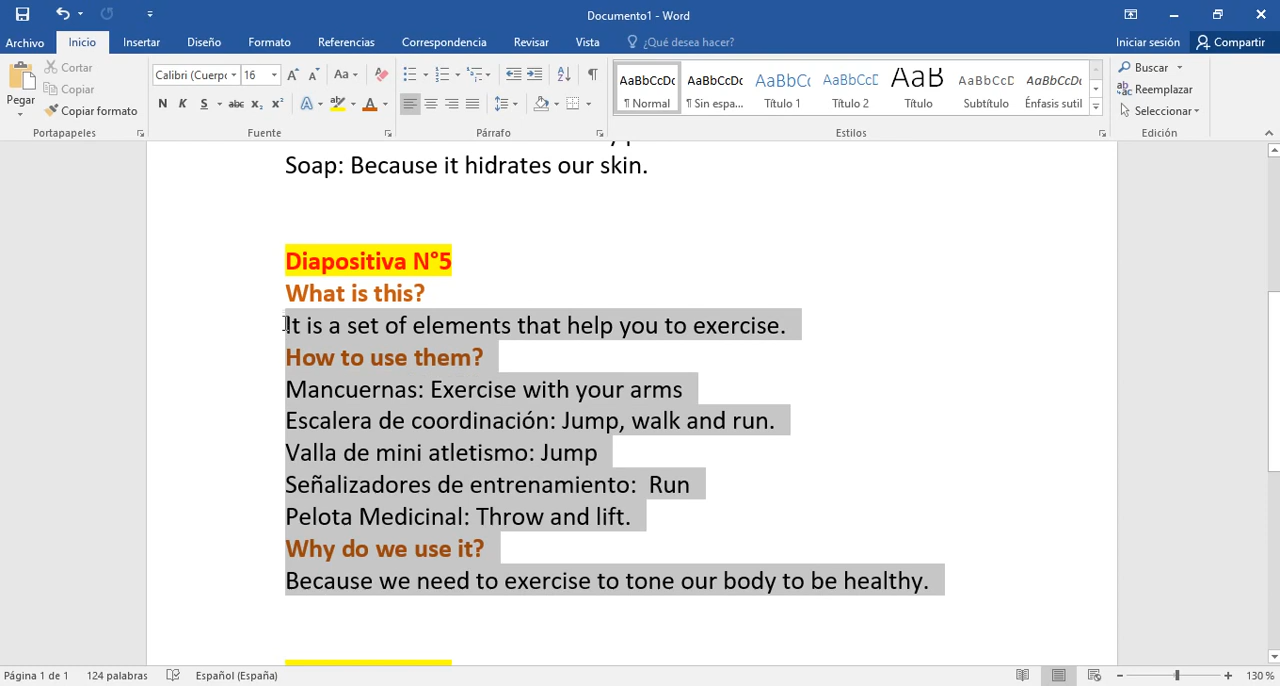 Documento1 - Word
Archivo Inicio Insertar Diseño Formato Referencias Correspondencia Revisar Vista ¿Qué desea hacer? Iniciar sesión Compartir
Pegar
Cortar
Copiar
Copiar formato
Portapapeles
Calibri (Cuerpo 16 Aa
N K S abc x₂ x² A A
Fuente
Párrafo
AaBbCcDc AaBbCcDc AaBbCc AaBbCcD AaB AaBbCcD AaBbCcDc
¶ Normal ¶ Sin espa... Título 1 Título 2 Título Subtítulo Énfasis sutil
Estilos
Buscar
Reemplazar
Seleccionar
Edición
Soap: Because it hidrates our skin.
Diapositiva N°5
What is this?
It is a set of elements that help you to exercise.
How to use them?
Mancuernas: Exercise with your arms
Escalera de coordinación: Jump, walk and run.
Valla de mini atletismo: Jump
Señalizadores de entrenamiento:  Run
Pelota Medicinal: Throw and lift.
Why do we use it?
Because we need to exercise to tone our body to be healthy.
Página 1 de 1 124 palabras Español (España) 130 %